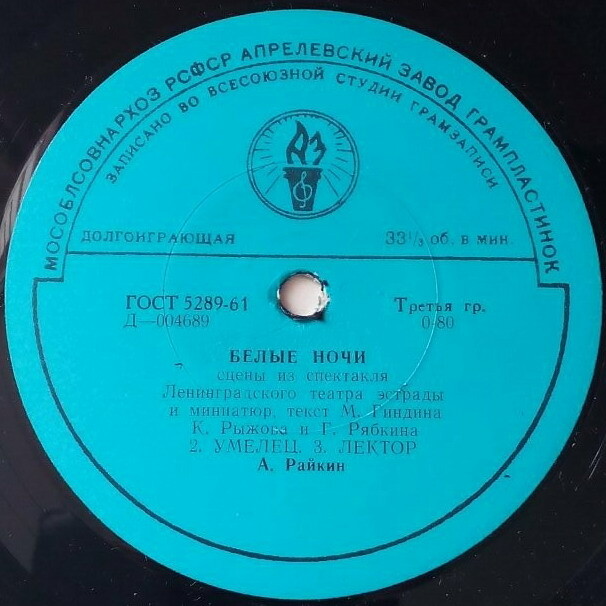 МОСОБЛСОВНАРХОЗ РСФСР АПРЕЛЕВСКИЙ ЗАВОД ГРАМПЛАСТИНОК
ЗАПИСАНО ВО ВСЕСОЮЗНОЙ СТУДИИ ГРАМЗАПИСИ
АЗ
ДОЛГОИГРАЮЩАЯ 33⅓ об. в мин.
ГОСТ 5289-61 Третья гр.
Д—004689 0-80
БЕЛЫЕ НОЧИ
сцены из спектакля
Ленинградского театра эстрады
и миниатюр, текст М. Гиндина
К. Рыжова и Г. Рябкина
2. УМЕЛЕЦ. 3. ЛЕКТОР
А. Райкин